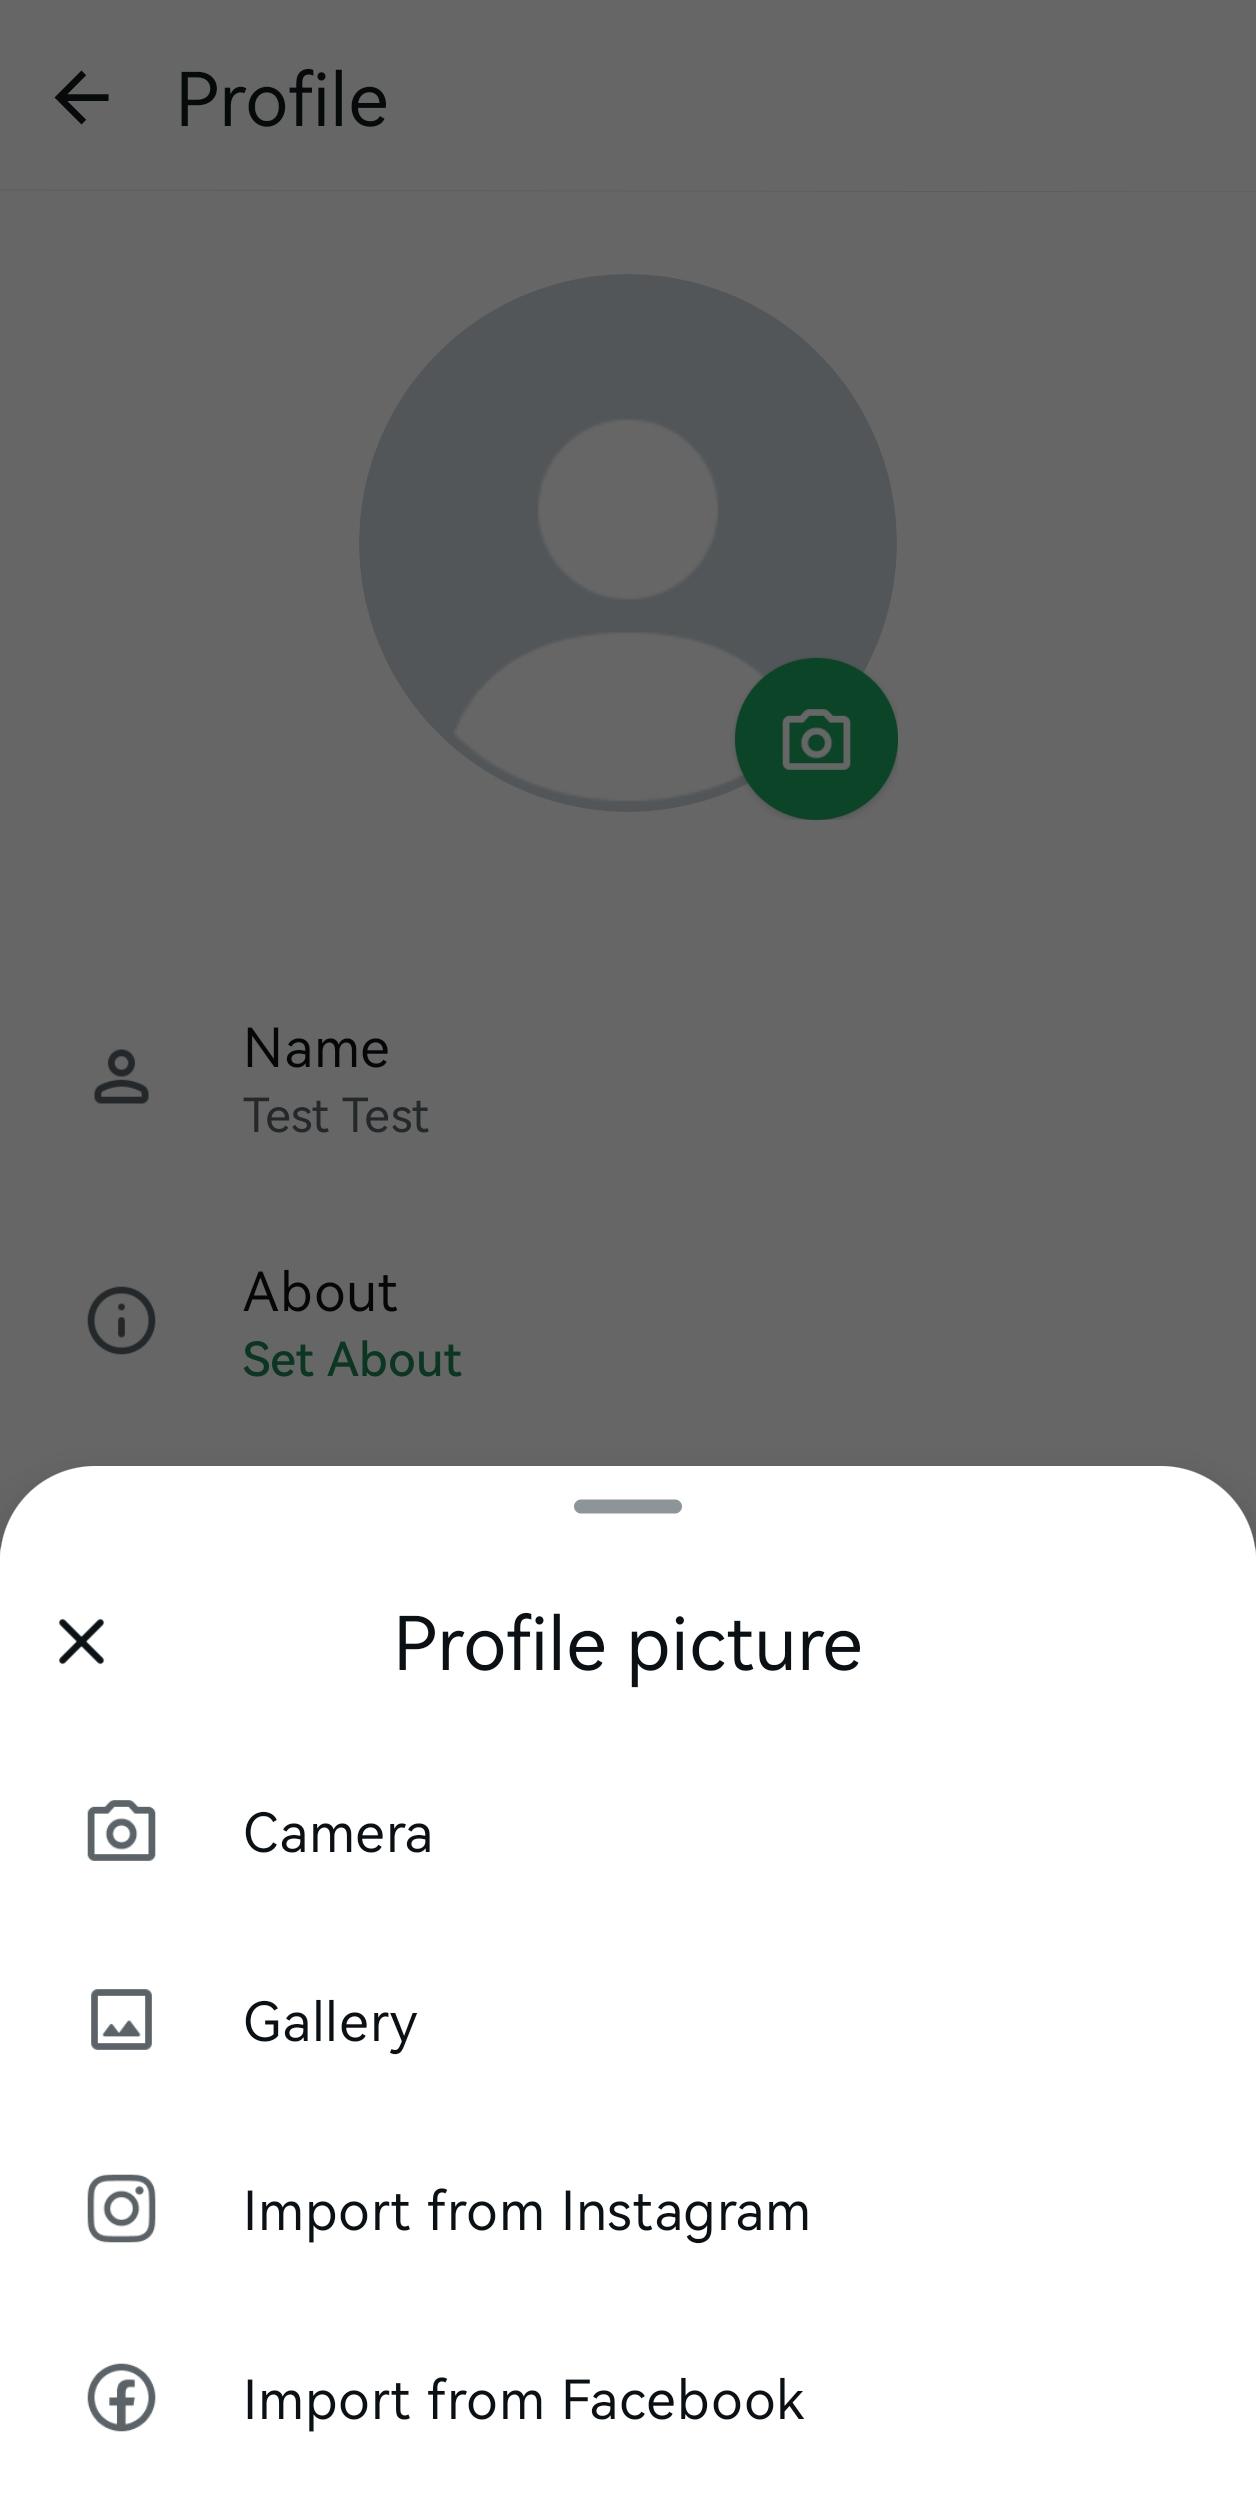 Profile
Name
Test Test
About
Set About
Profile picture
Camera
Gallery
Import from Instagram
Import from Facebook